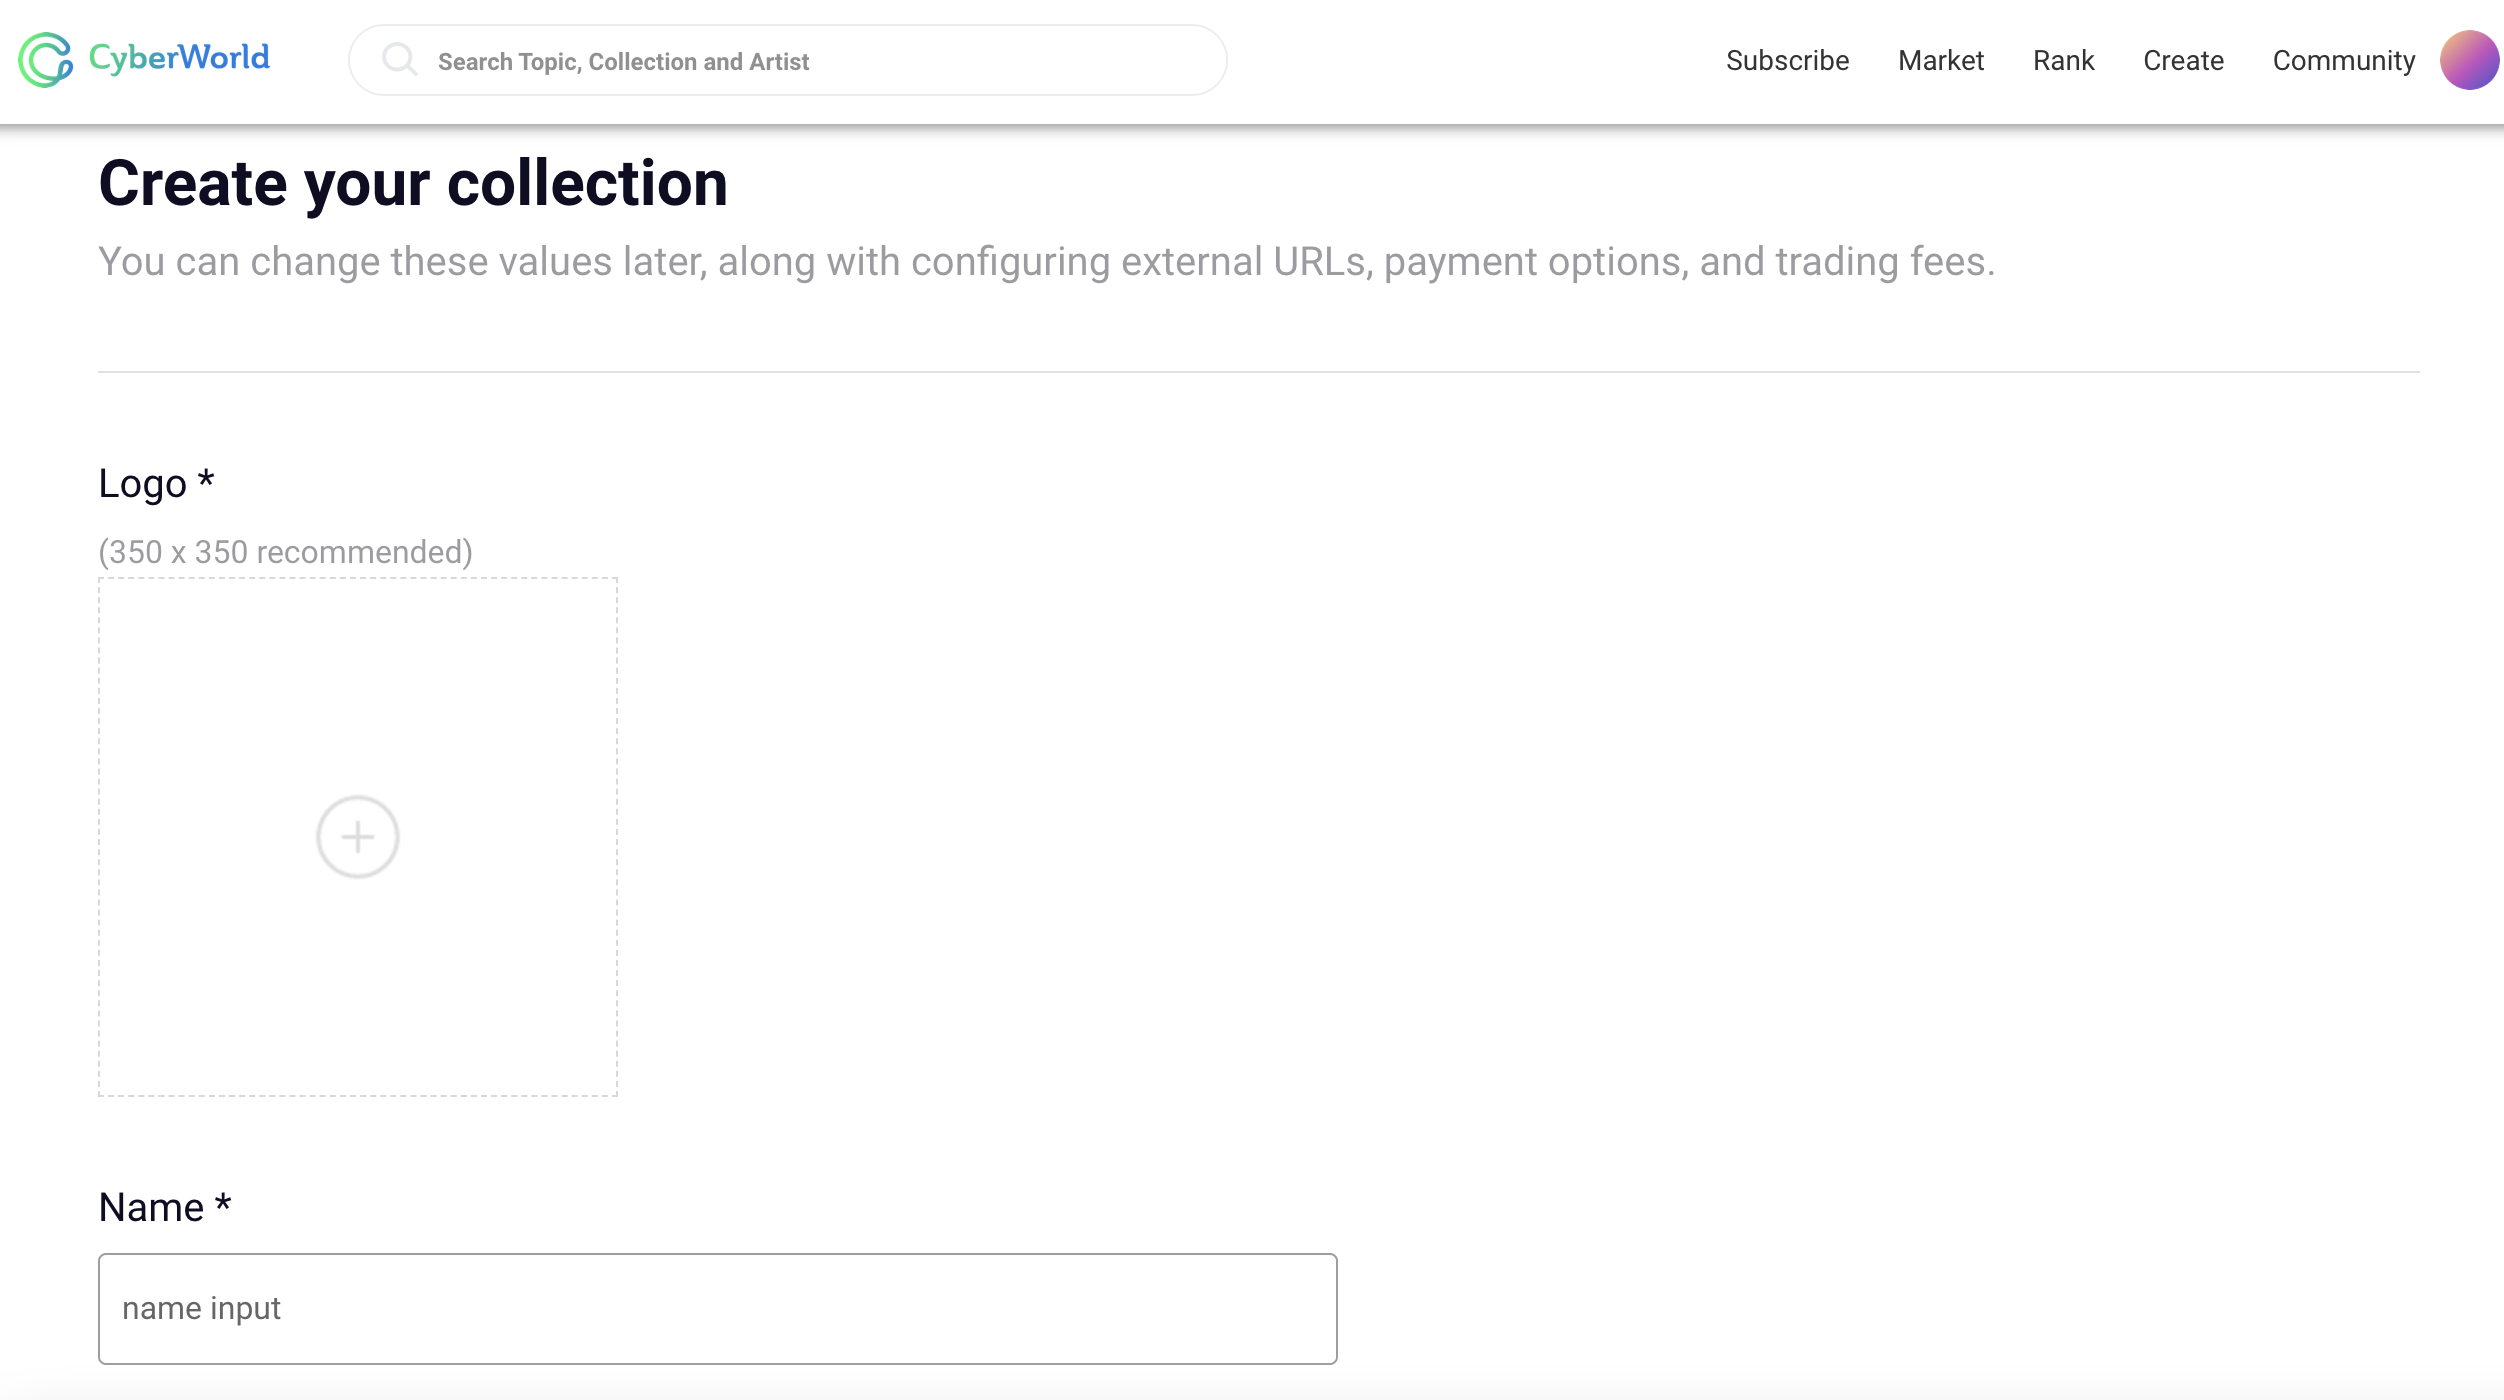 CyberWorld
Search Topic, Collection and Artist
Subscribe
Market
Rank
Create
Community
Create your collection
You can change these values later, along with configuring external URLs, payment options, and trading fees.
Logo *
(350 x 350 recommended)
Name *
name input